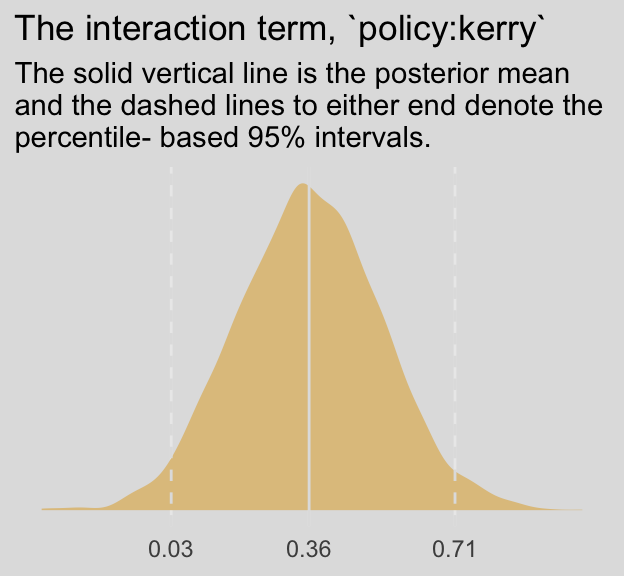 The interaction term, `policy:kerry`
The solid vertical line is the posterior mean
and the dashed lines to either end denote the
percentile- based 95% intervals.
0.03 0.36 0.71